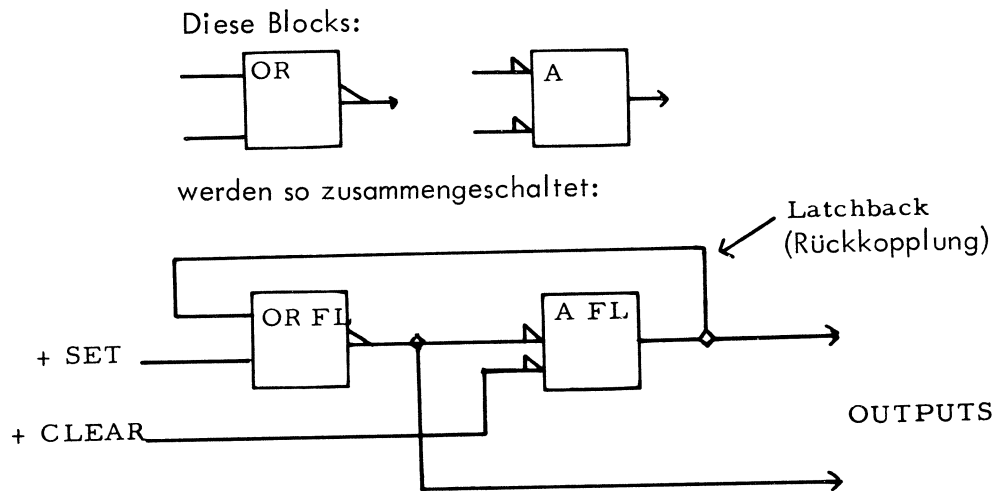 Diese Blocks:
OR
A
werden so zusammengeschaltet:
Latchback
(Rückkopplung)
OR FL
A FL
+ SET
+ CLEAR
OUTPUTS